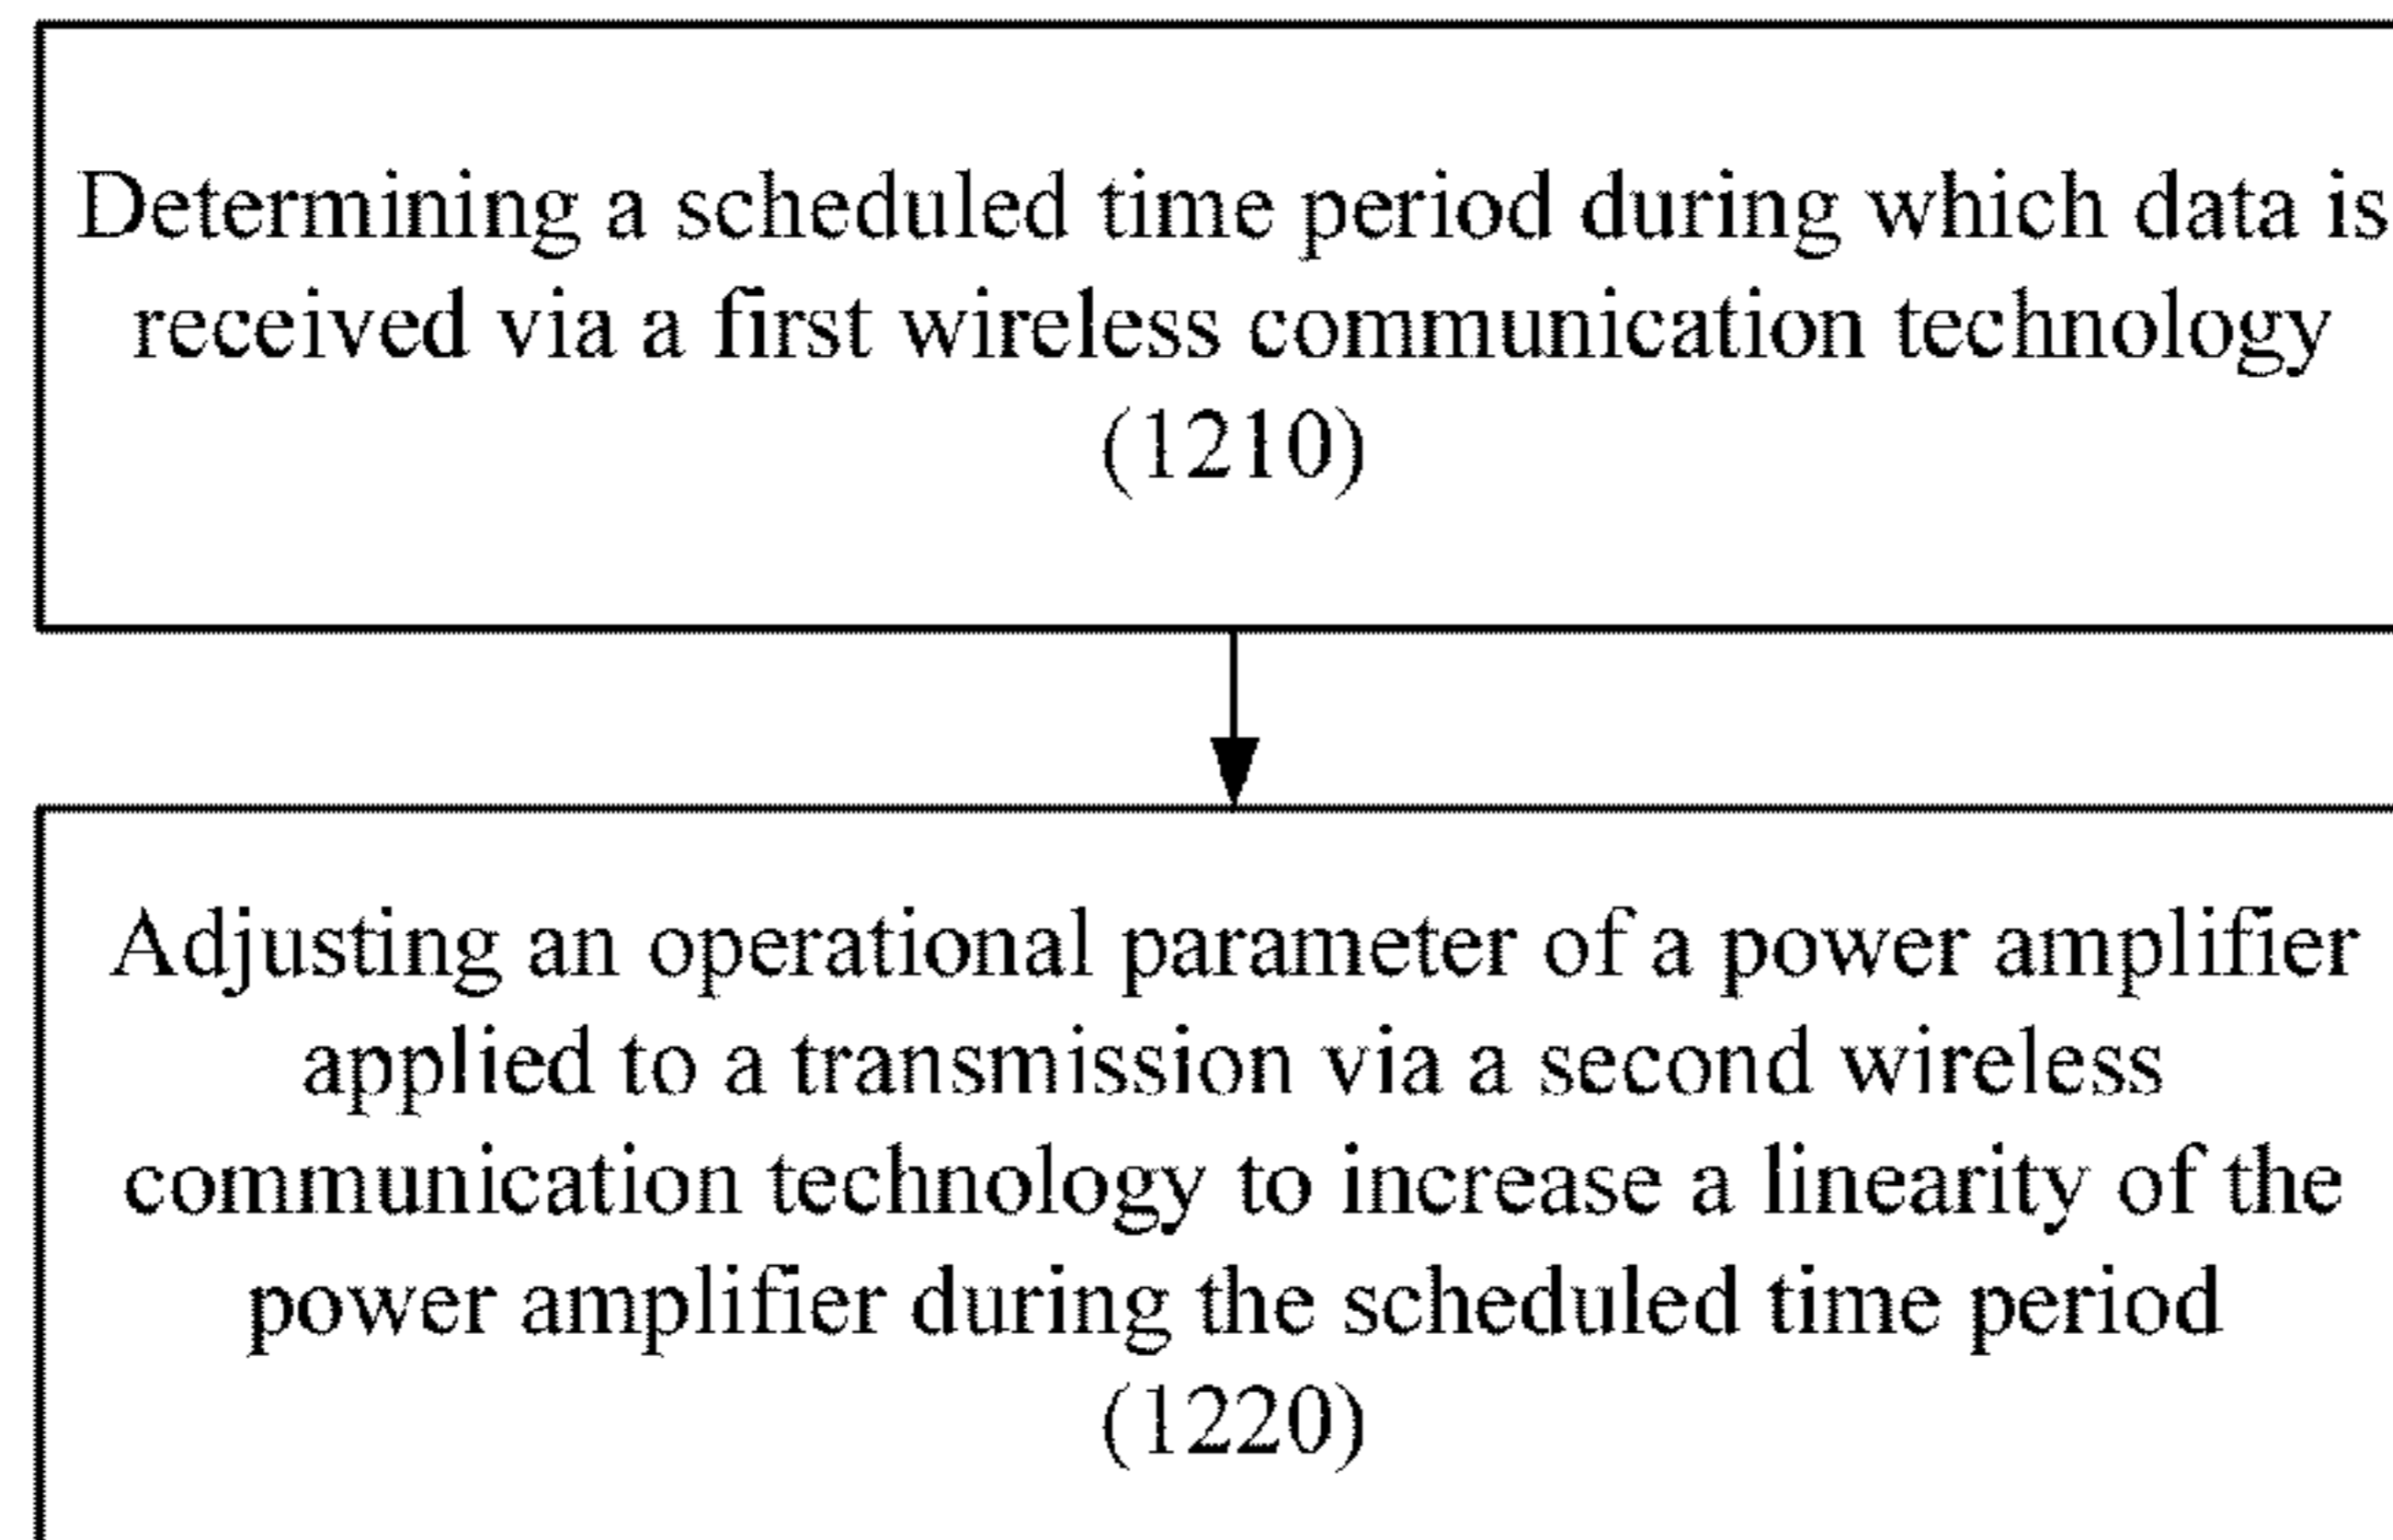 Determining a scheduled time period during which data is
received via a first wireless communication technology
(1210)
Adjusting an operational parameter of a power amplifier
applied to a transmission via a second wireless
communication technology to increase a linearity of the
power amplifier during the scheduled time period
(1220)